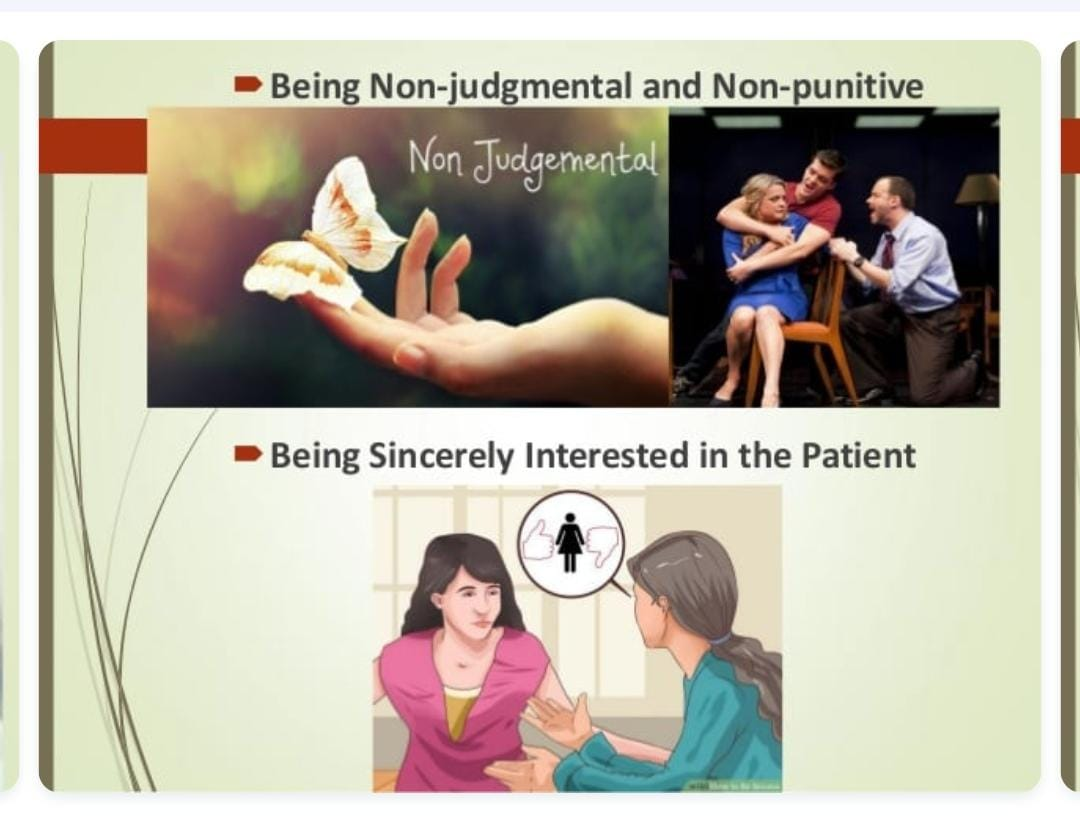 Being Non-judgmental and Non-punitive
Non Judgemental
Being Sincerely Interested in the Patient